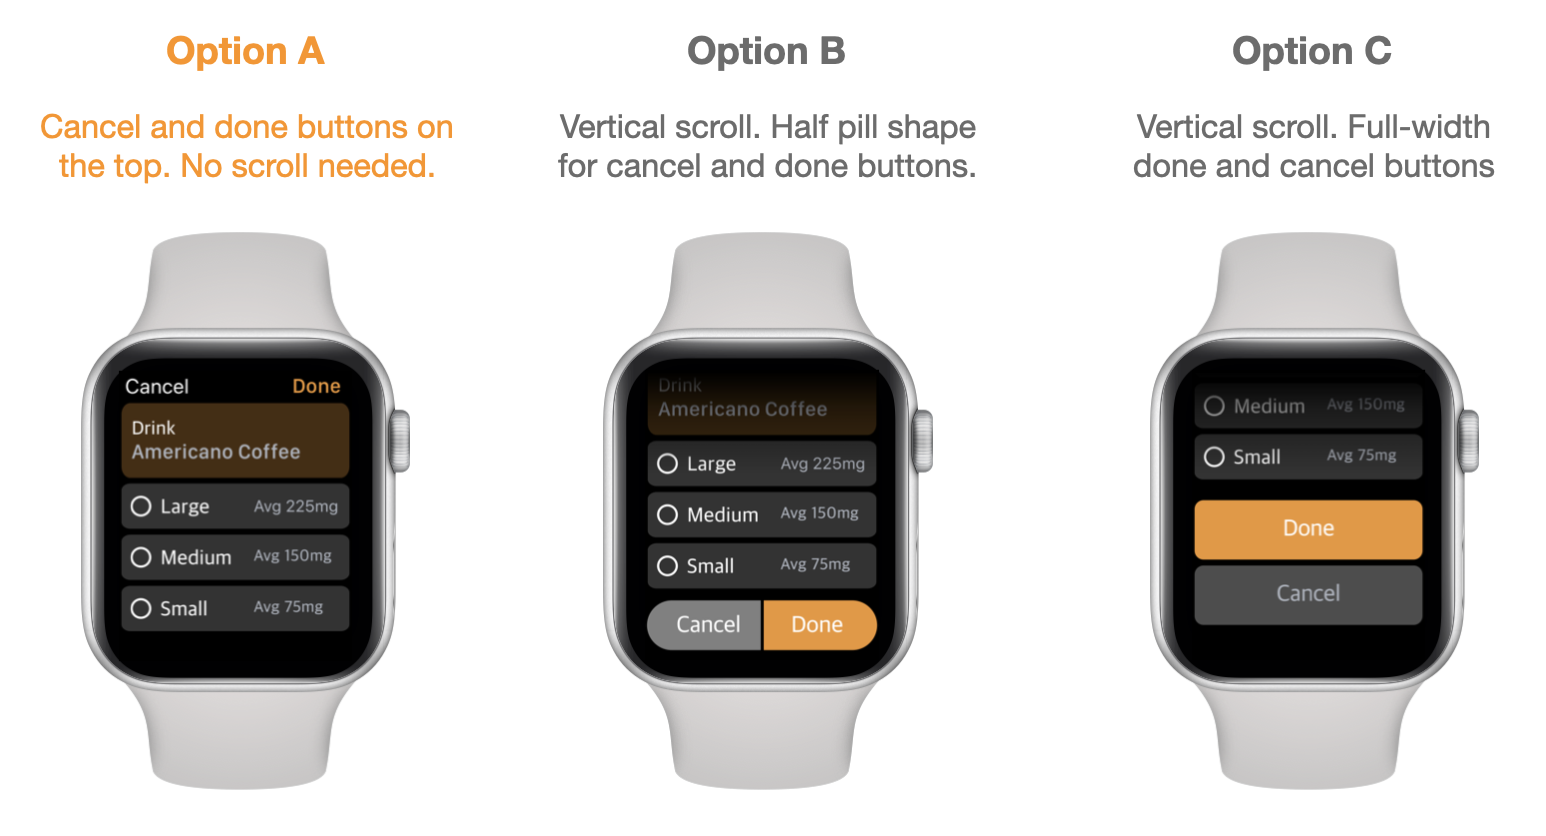 Option A
Cancel and done buttons on
the top. No scroll needed.
Cancel Done
Drink
Americano Coffee
Large Avg 225mg
Medium Avg 150mg
Small Avg 75mg
Option B
Vertical scroll. Half pill shape
for cancel and done buttons.
Drink
Americano Coffee
Large Avg 225mg
Medium Avg 150mg
Small Avg 75mg
Cancel Done
Option C
Vertical scroll. Full-width
done and cancel buttons
Medium Avg 150mg
Small Avg 75mg
Done
Cancel